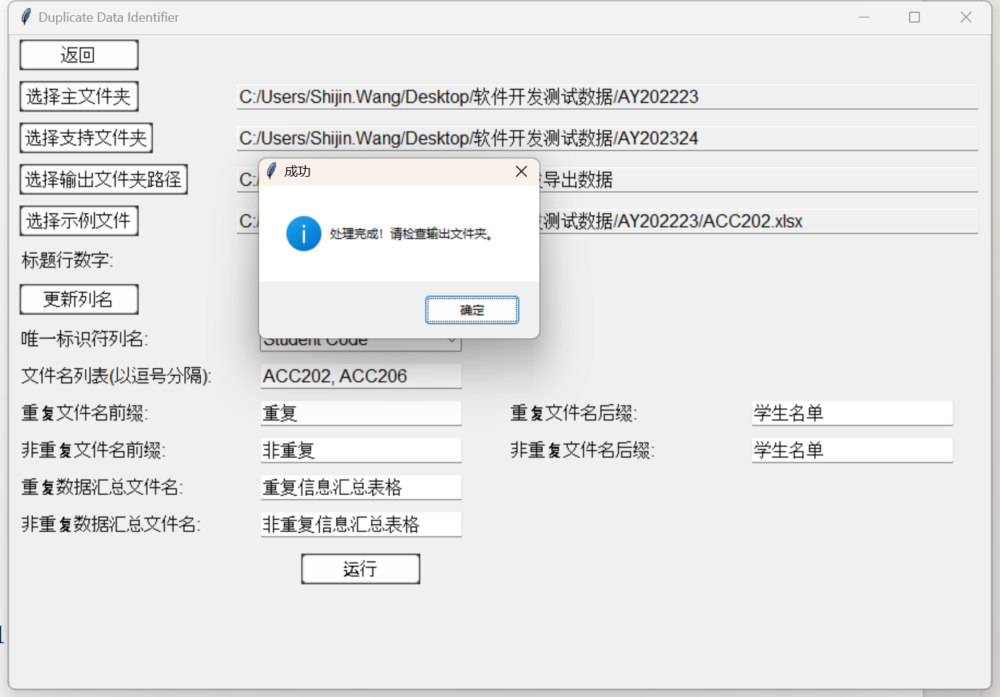 Duplicate Data Identifier
返回
选择主文件夹 C:/Users/Shijin.Wang/Desktop/软件开发测试数据/AY202223
选择支持文件夹 C:/Users/Shijin.Wang/Desktop/软件开发测试数据/AY202324
成功
选择输出文件夹路径 C:/ 导出数据
选择示例文件 C:/ 测试数据/AY202223/ACC202.xlsx
处理完成！请检查输出文件夹。
标题行数字:
更新列名
确定
唯一标识符列名: Student Code
文件名列表(以逗号分隔): ACC202, ACC206
重复文件名前缀: 重复 重复文件名后缀: 学生名单
非重复文件名前缀: 非重复 非重复文件名后缀: 学生名单
重复数据汇总文件名: 重复信息汇总表格
非重复数据汇总文件名: 非重复信息汇总表格
运行